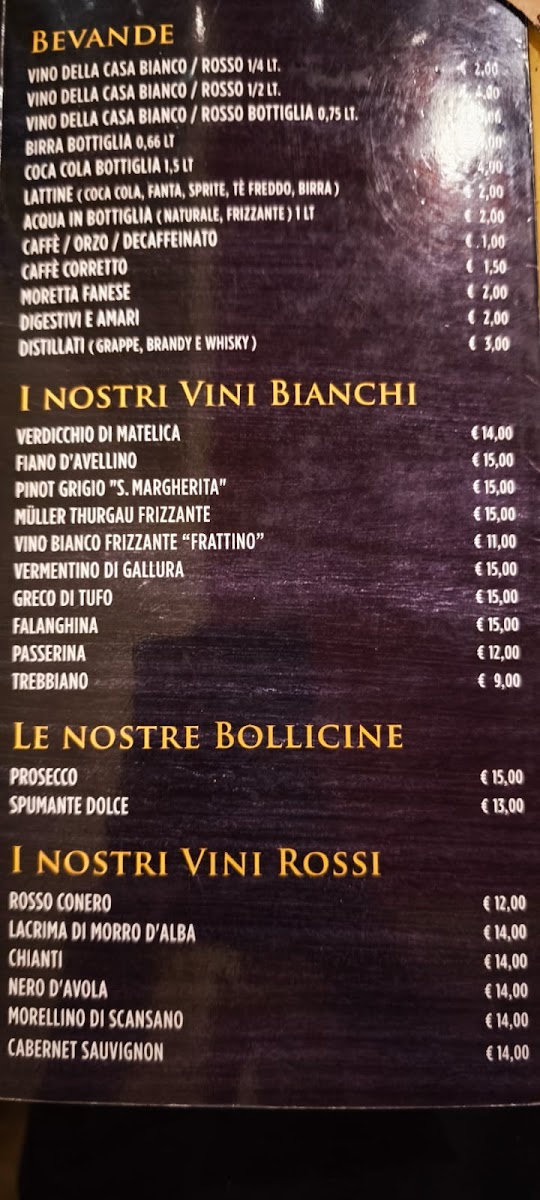 BEVANDE
VINO DELLA CASA BIANCO / ROSSO 1/4 LT. € 2,00
VINO DELLA CASA BIANCO / ROSSO 1/2 LT. 4,00
VINO DELLA CASA BIANCO / ROSSO BOTTIGLIA 0,75 LT.
BIRRA BOTTIGLIA 0,66 LT
COCA COLA BOTTIGLIA 1,5 LT 4,00
LATTINE ( COCA COLA, FANTA, SPRITE, TÈ FREDDO, BIRRA ) € 2,00
ACQUA IN BOTTIGLIA ( NATURALE, FRIZZANTE ) 1 LT € 2,00
CAFFÈ / ORZO / DECAFFEINATO € 1,00
CAFFÈ CORRETTO € 1,50
MORETTA FANESE € 2,00
DIGESTIVI E AMARI € 2,00
DISTILLATI ( GRAPPE, BRANDY E WHISKY ) € 3,00
I NOSTRI VINI BIANCHI
VERDICCHIO DI MATELICA € 14,00
FIANO D'AVELLINO € 15,00
PINOT GRIGIO "S. MARGHERITA" € 15,00
MÜLLER THURGAU FRIZZANTE € 15,00
VINO BIANCO FRIZZANTE “FRATTINO” € 11,00
VERMENTINO DI GALLURA € 15,00
GRECO DI TUFO € 15,00
FALANGHINA € 15,00
PASSERINA € 12,00
TREBBIANO € 9,00
LE NOSTRE BOLLICINE
PROSECCO € 15,00
SPUMANTE DOLCE € 13,00
I NOSTRI VINI ROSSI
ROSSO CONERO € 12,00
LACRIMA DI MORRO D'ALBA € 14,00
CHIANTI € 14,00
NERO D'AVOLA € 14,00
MORELLINO DI SCANSANO € 14,00
CABERNET SAUVIGNON € 14,00